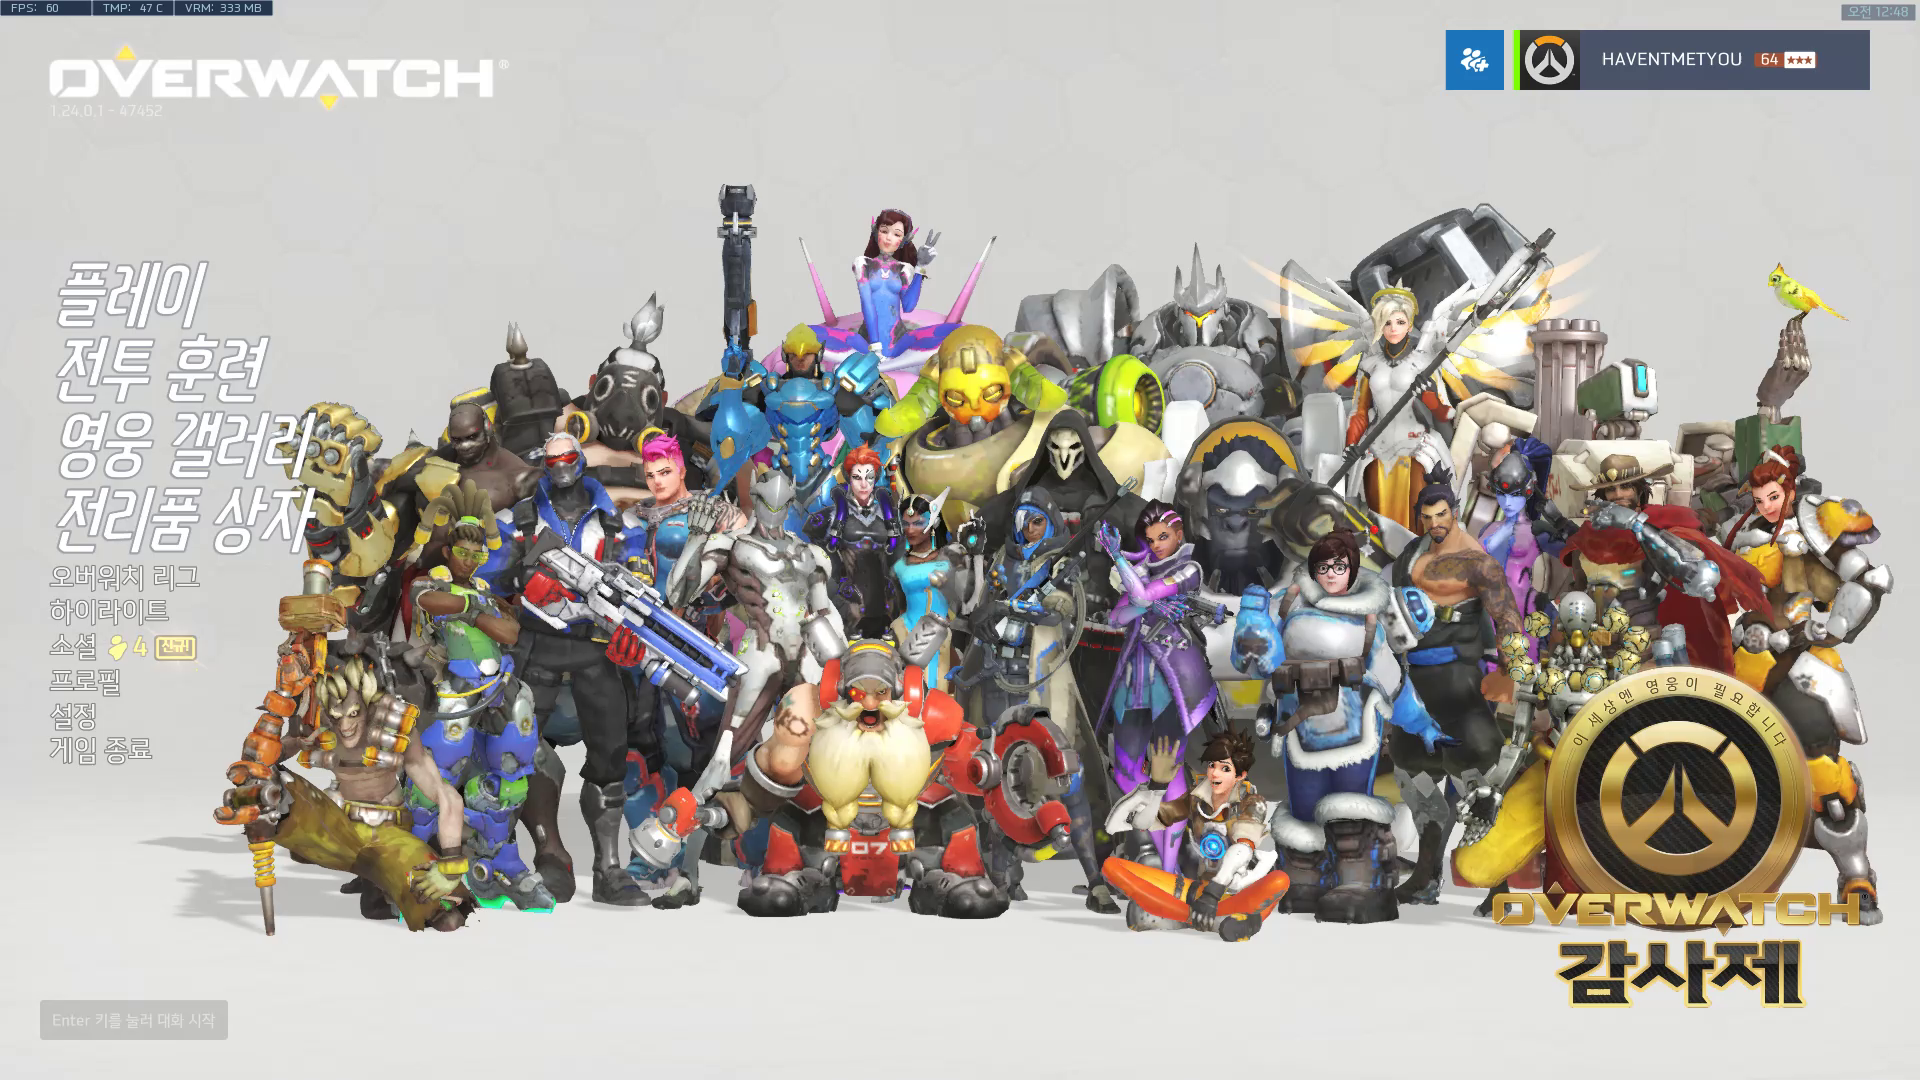 FPS: 60 TMP: 47 C VRM: 333 MB
오전 12:48
OVERWATCH®
1.24.0.1 - 47452
HAVENTMETYOU 64
플레이
전투 훈련
영웅 갤러리
전리품 상자
오버워치 리그
하이라이트
소셜 4 신규!
프로필
설정
게임 종료
07
이 세상엔 영웅이 필요합니다
OVERWATCH
감사제
Enter 키를 눌러 대화 시작